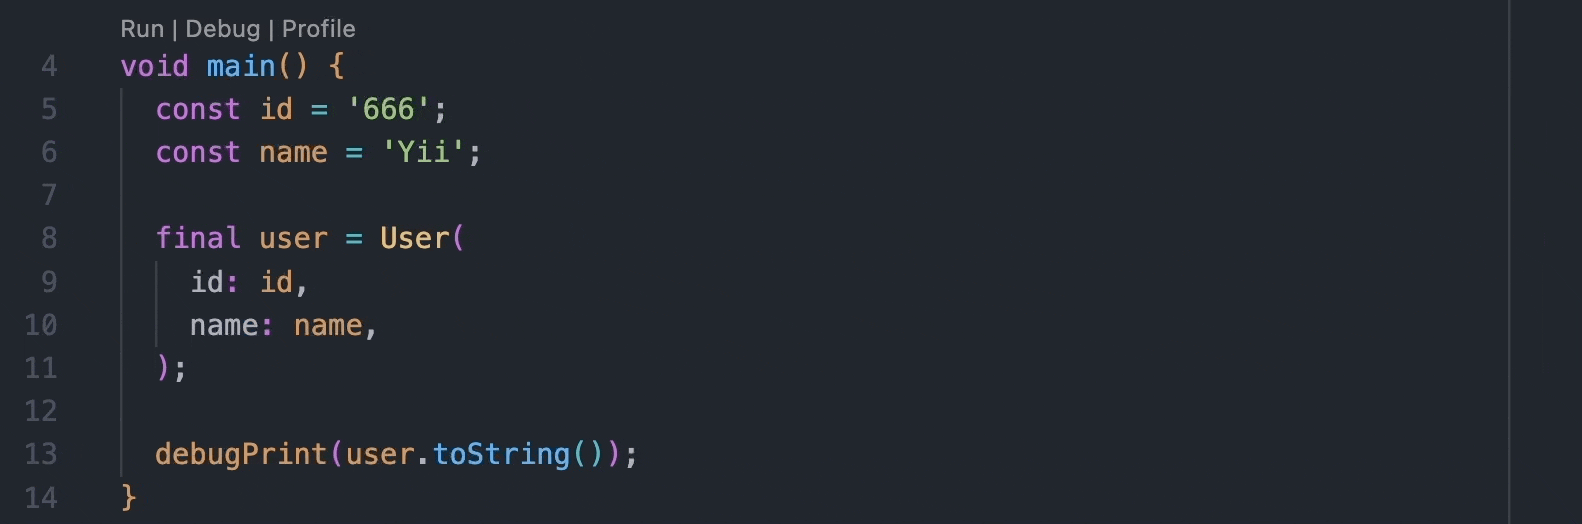 Run | Debug | Profile
4 void main() {
5 const id = '666';
6 const name = 'Yii';
7
8 final user = User(
9 id: id,
10 name: name,
11 );
12
13 debugPrint(user.toString());
14 }